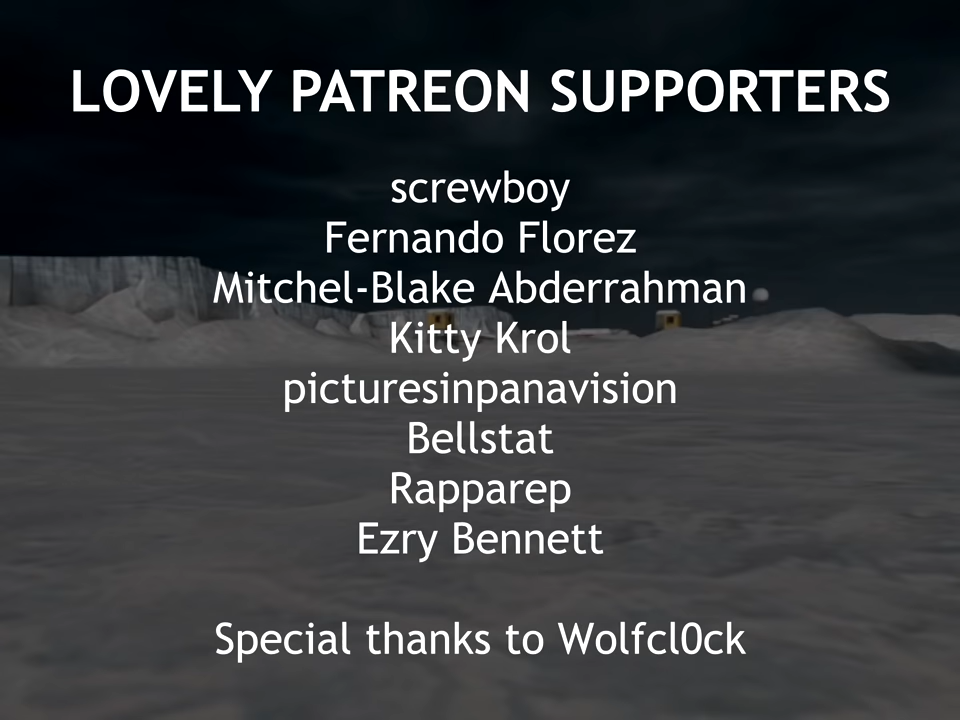 LOVELY PATREON SUPPORTERS
screwboy
Fernando Florez
Mitchel-Blake Abderrahman
Kitty Krol
picturesinpanavision
Bellstat
Rapparep
Ezry Bennett
Special thanks to Wolfcl0ck